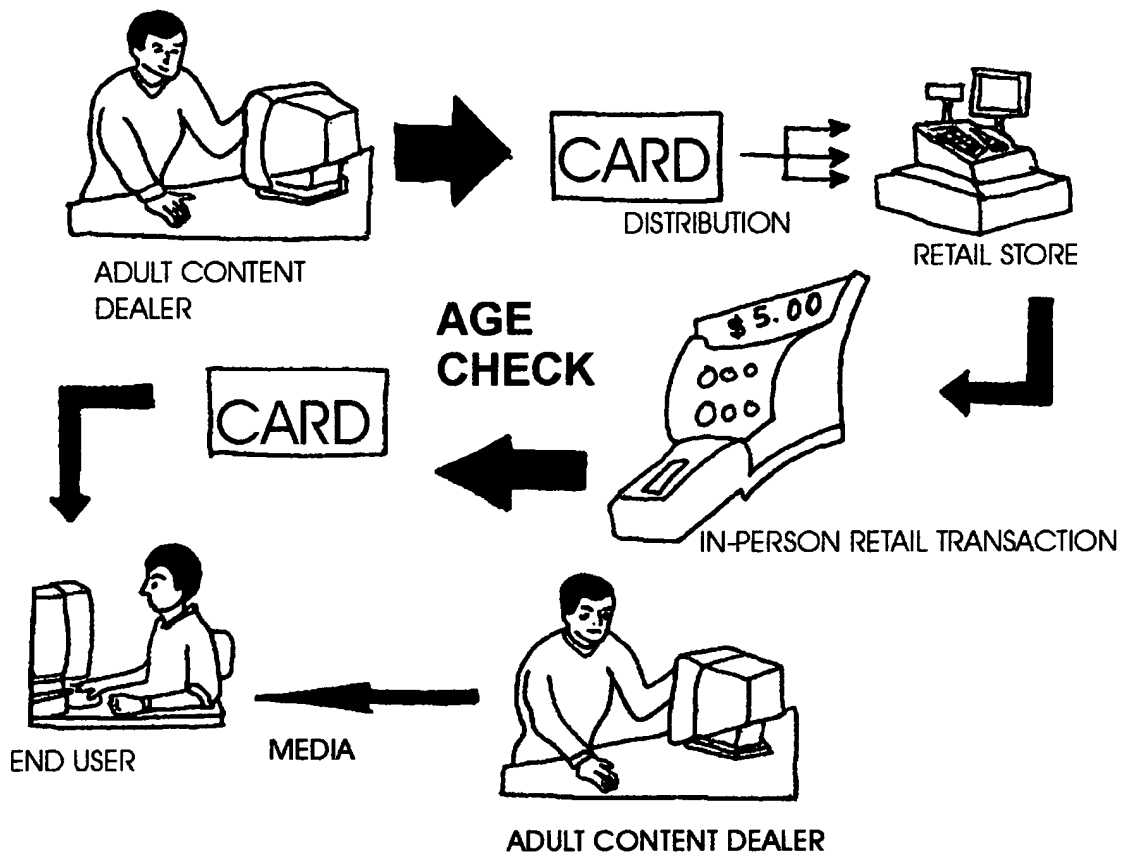 CARD
DISTRIBUTION
RETAIL STORE
ADULT CONTENT
DEALER
AGE
CHECK
$ 5.00
CARD
IN-PERSON RETAIL TRANSACTION
END USER
MEDIA
ADULT CONTENT DEALER